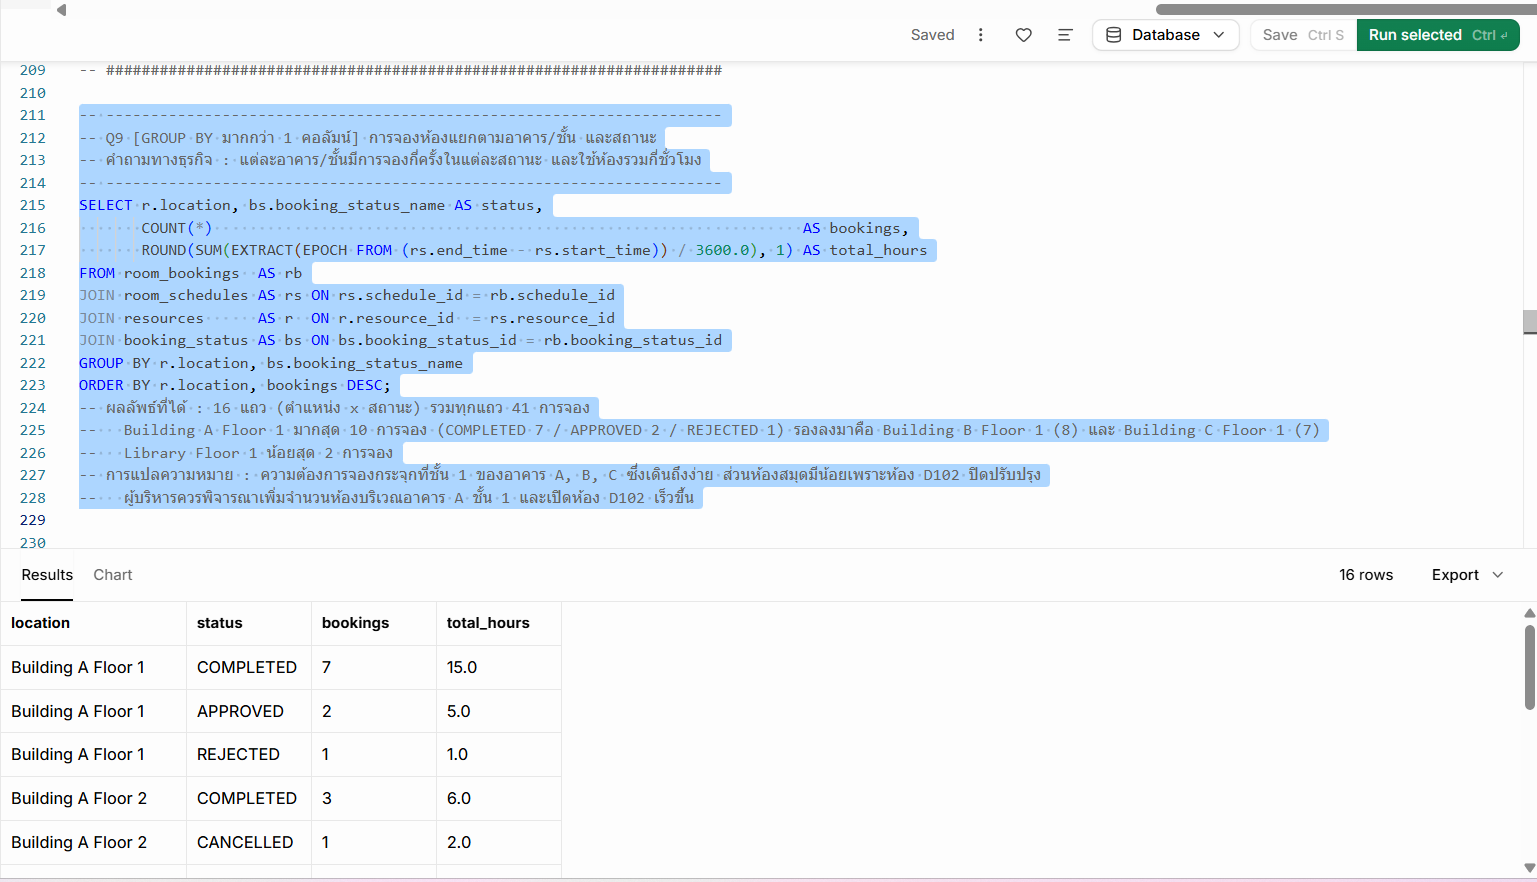 Saved
Database
Save Ctrl S
Run selected Ctrl ⏎
209 -- #####################################################################
210
211 -- ---------------------------------------------------------------------
212 -- Q9 [GROUP BY มากกว่า 1 คอลัมน์] การจองห้องแยกตามอาคาร/ชั้น และสถานะ
213 -- คำถามทางธุรกิจ : แต่ละอาคาร/ชั้นมีการจองกี่ครั้งในแต่ละสถานะ และใช้ห้องรวมกี่ชั่วโมง
214 -- ---------------------------------------------------------------------
215 SELECT r.location, bs.booking_status_name AS status,
216 COUNT(*) AS bookings,
217 ROUND(SUM(EXTRACT(EPOCH FROM (rs.end_time - rs.start_time)) / 3600.0), 1) AS total_hours
218 FROM room_bookings AS rb
219 JOIN room_schedules AS rs ON rs.schedule_id = rb.schedule_id
220 JOIN resources AS r ON r.resource_id = rs.resource_id
221 JOIN booking_status AS bs ON bs.booking_status_id = rb.booking_status_id
222 GROUP BY r.location, bs.booking_status_name
223 ORDER BY r.location, bookings DESC;
224 -- ผลลัพธ์ที่ได้ : 16 แถว (ตำแหน่ง x สถานะ) รวมทุกแถว 41 การจอง
225 -- Building A Floor 1 มากสุด 10 การจอง (COMPLETED 7 / APPROVED 2 / REJECTED 1) รองลงมาคือ Building B Floor 1 (8) และ Building C Floor 1 (7)
226 -- Library Floor 1 น้อยสุด 2 การจอง
227 -- การแปลความหมาย : ความต้องการจองกระจุกที่ชั้น 1 ของอาคาร A, B, C ซึ่งเดินถึงง่าย ส่วนห้องสมุดมีน้อยเพราะห้อง D102 ปิดปรับปรุง
228 -- ผู้บริหารควรพิจารณาเพิ่มจำนวนห้องบริเวณอาคาร A ชั้น 1 และเปิดห้อง D102 เร็วขึ้น
229
230
Results Chart 16 rows Export
location status bookings total_hours
Building A Floor 1 COMPLETED 7 15.0
Building A Floor 1 APPROVED 2 5.0
Building A Floor 1 REJECTED 1 1.0
Building A Floor 2 COMPLETED 3 6.0
Building A Floor 2 CANCELLED 1 2.0